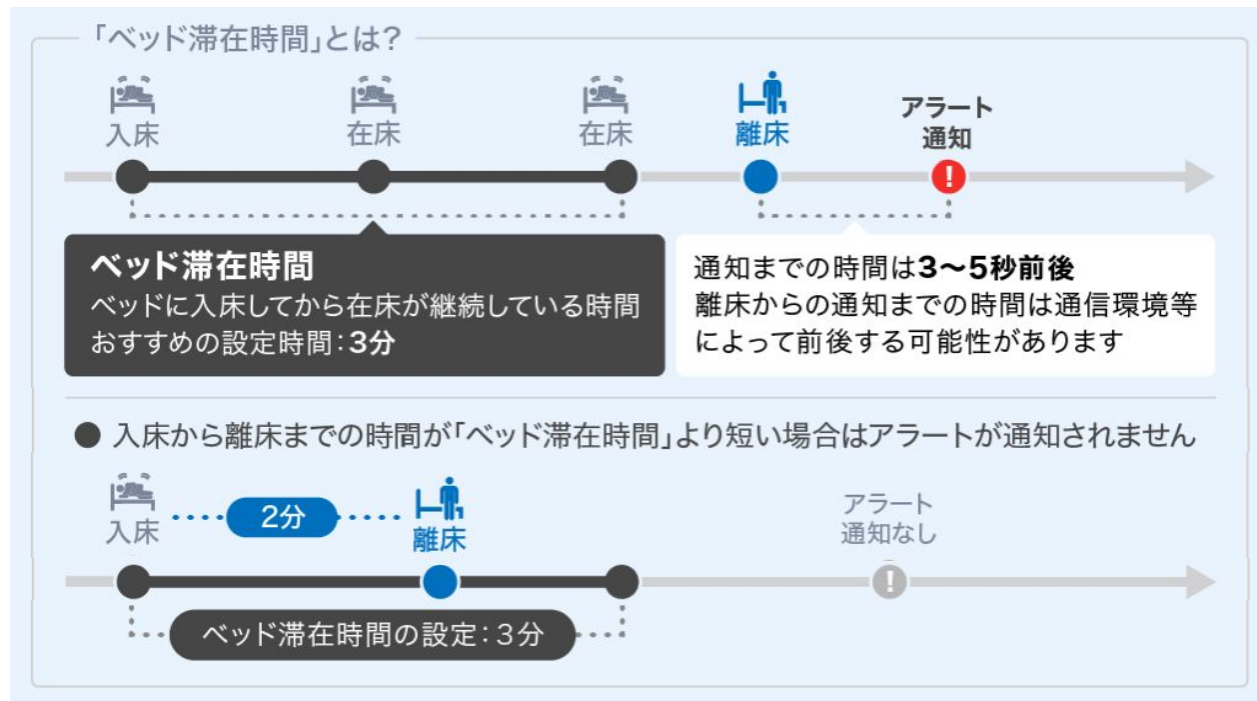 「ベッド滞在時間」とは?
入床
在床
在床
離床
アラート
通知
ベッド滞在時間
ベッドに入床してから在床が継続している時間
おすすめの設定時間：3分
通知までの時間は3〜5秒前後
離床からの通知までの時間は通信環境等
によって前後する可能性があります
● 入床から離床までの時間が「ベッド滞在時間」より短い場合はアラートが通知されません
入床
2分
離床
アラート
通知なし
ベッド滞在時間の設定：3分